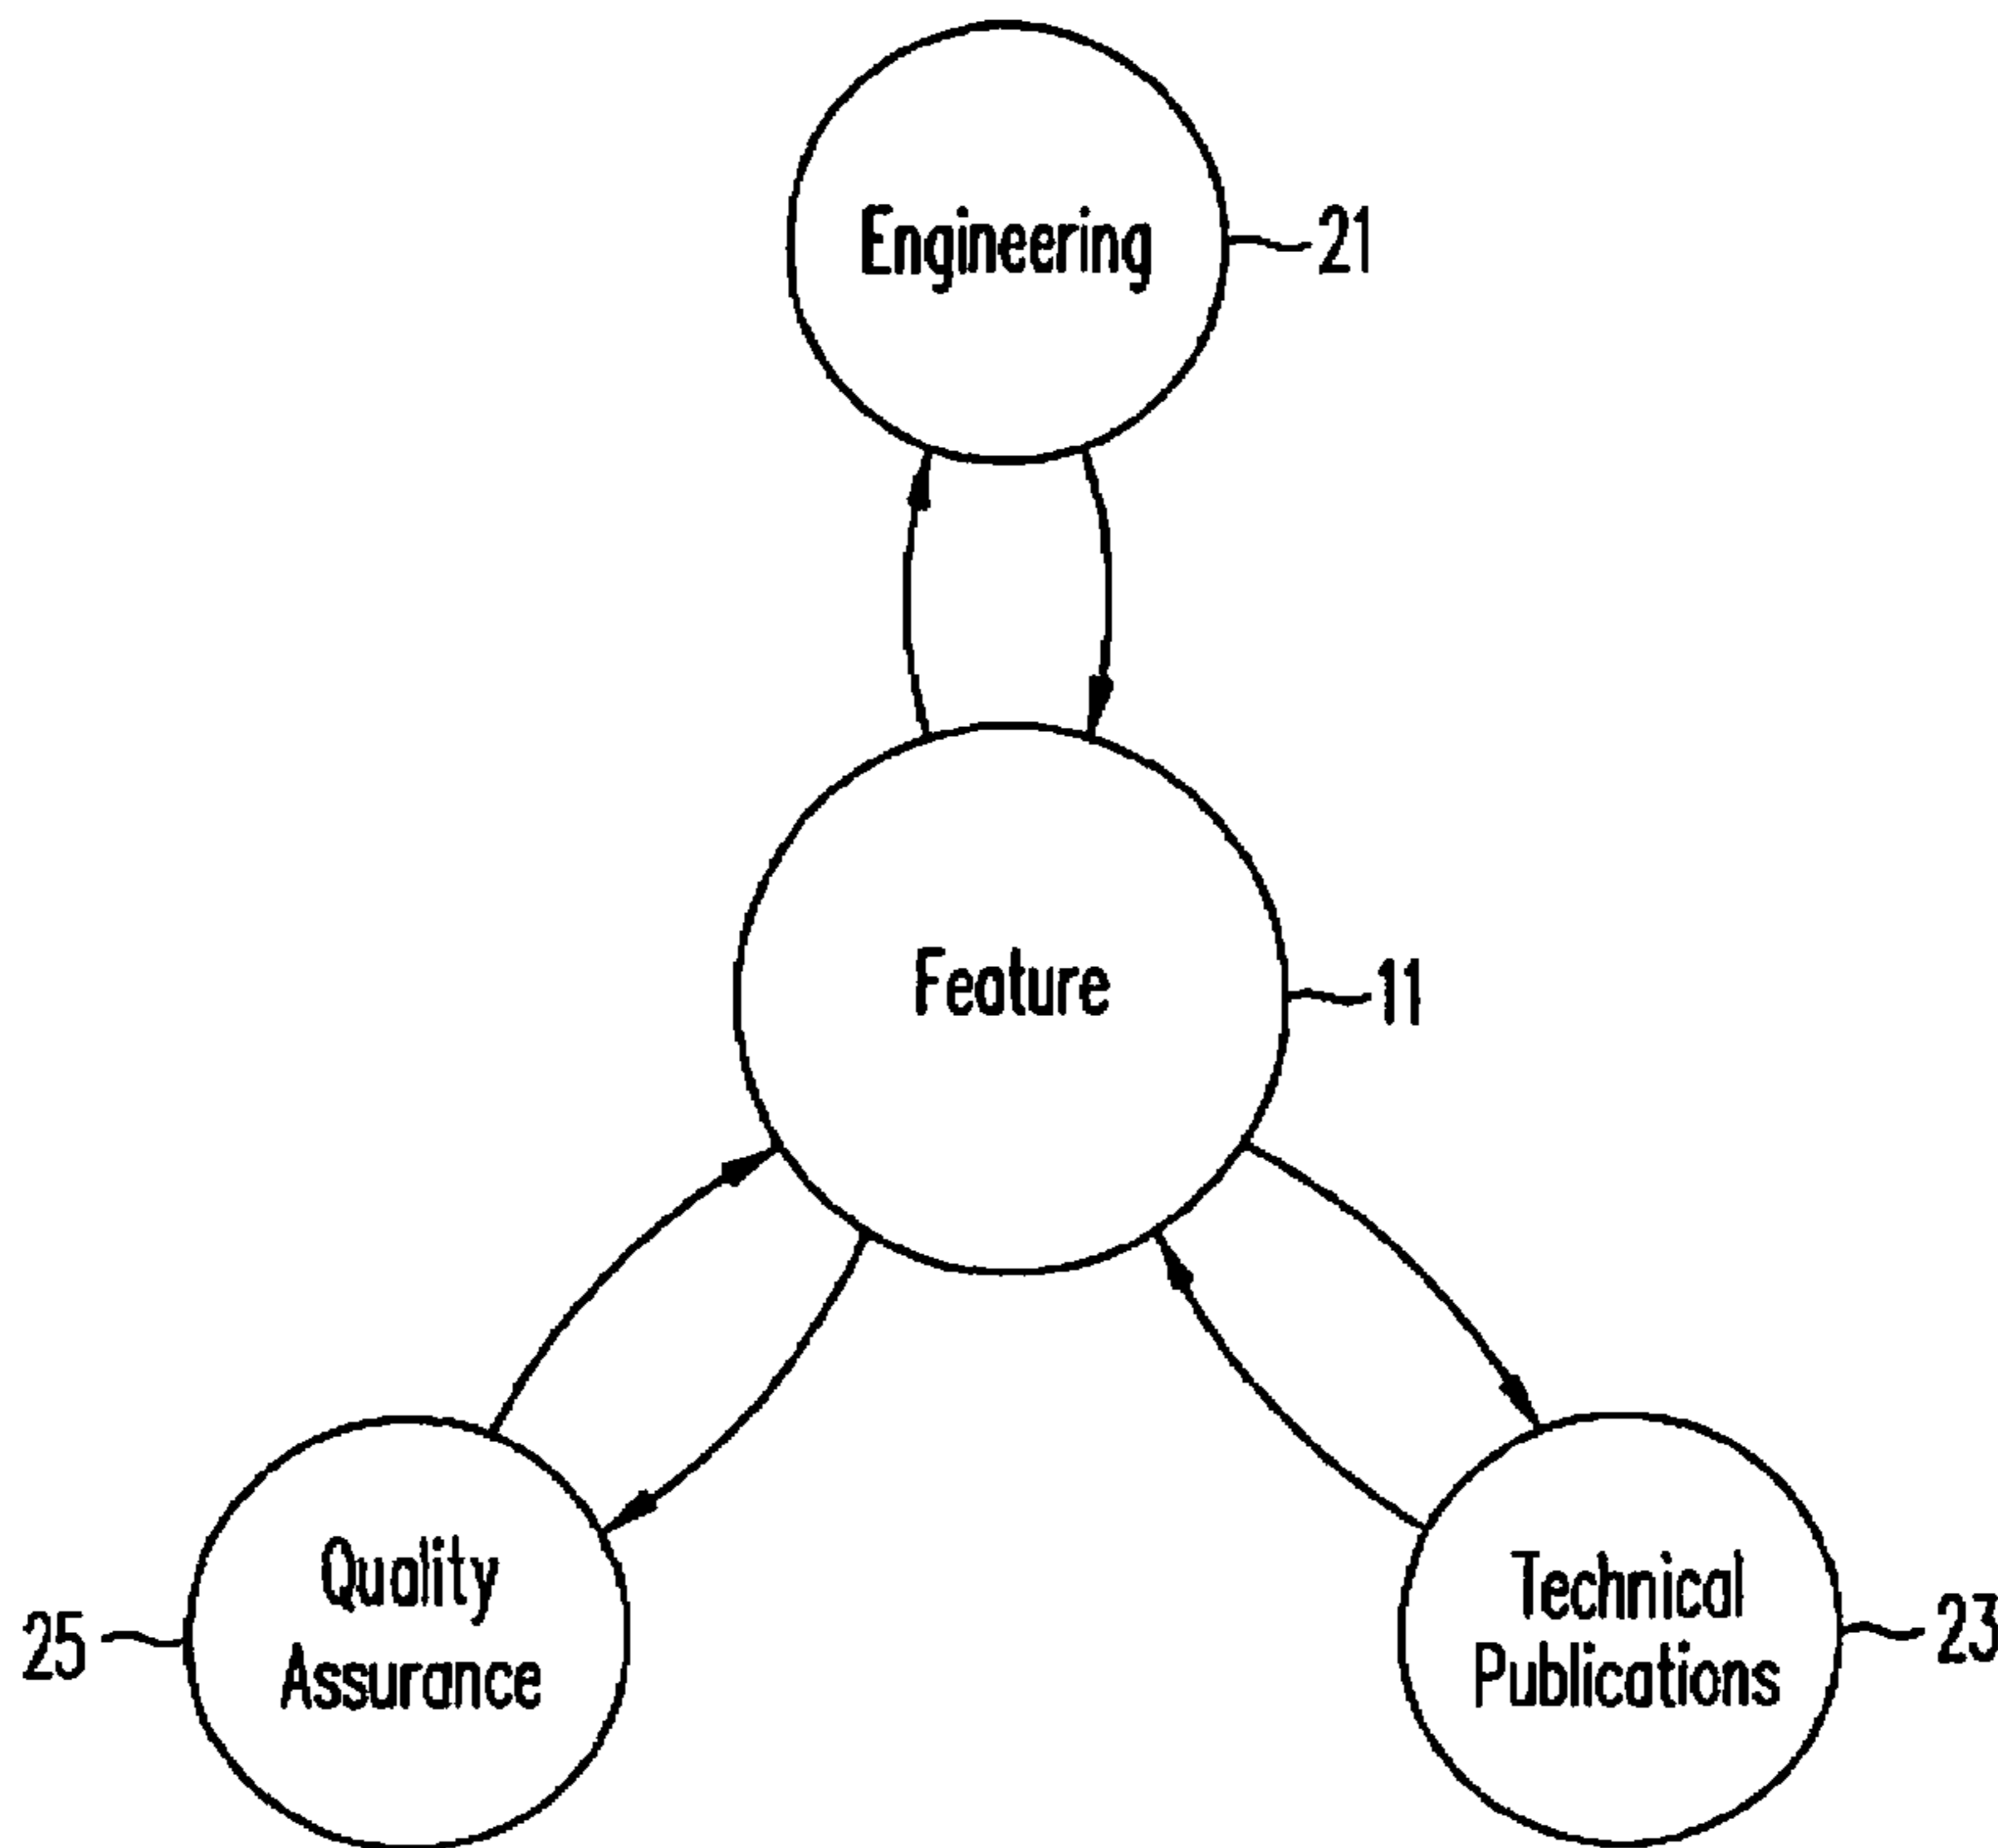 Engineering
21
Feature
11
Quality
Assurance
25
Technical
Publications
23